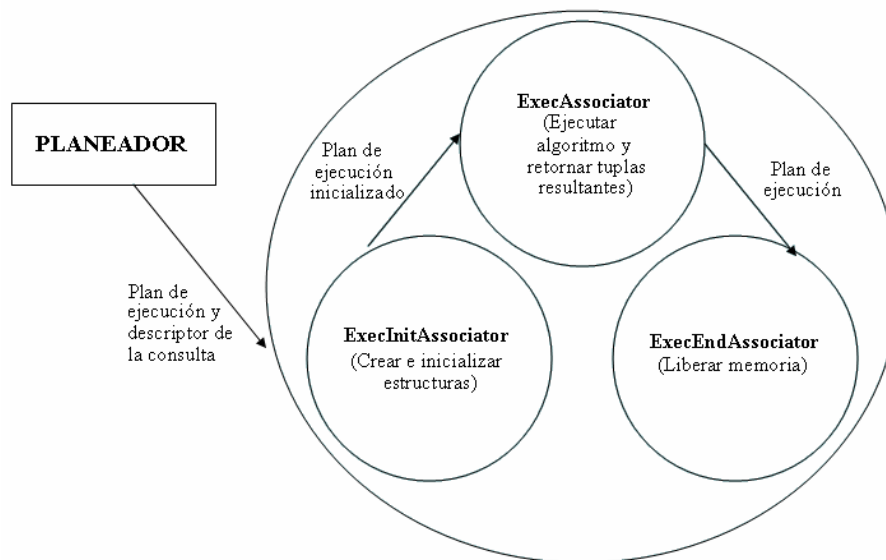 PLANEADOR
Plan de
ejecución y
descriptor de
la consulta
Plan de
ejecución
inicializado
ExecAssociator
(Ejecutar
algoritmo y
retornar tuplas
resultantes)
Plan de
ejecución
ExecInitAssociator
(Crear e inicializar
estructuras)
ExecEndAssociator
(Liberar memoria)